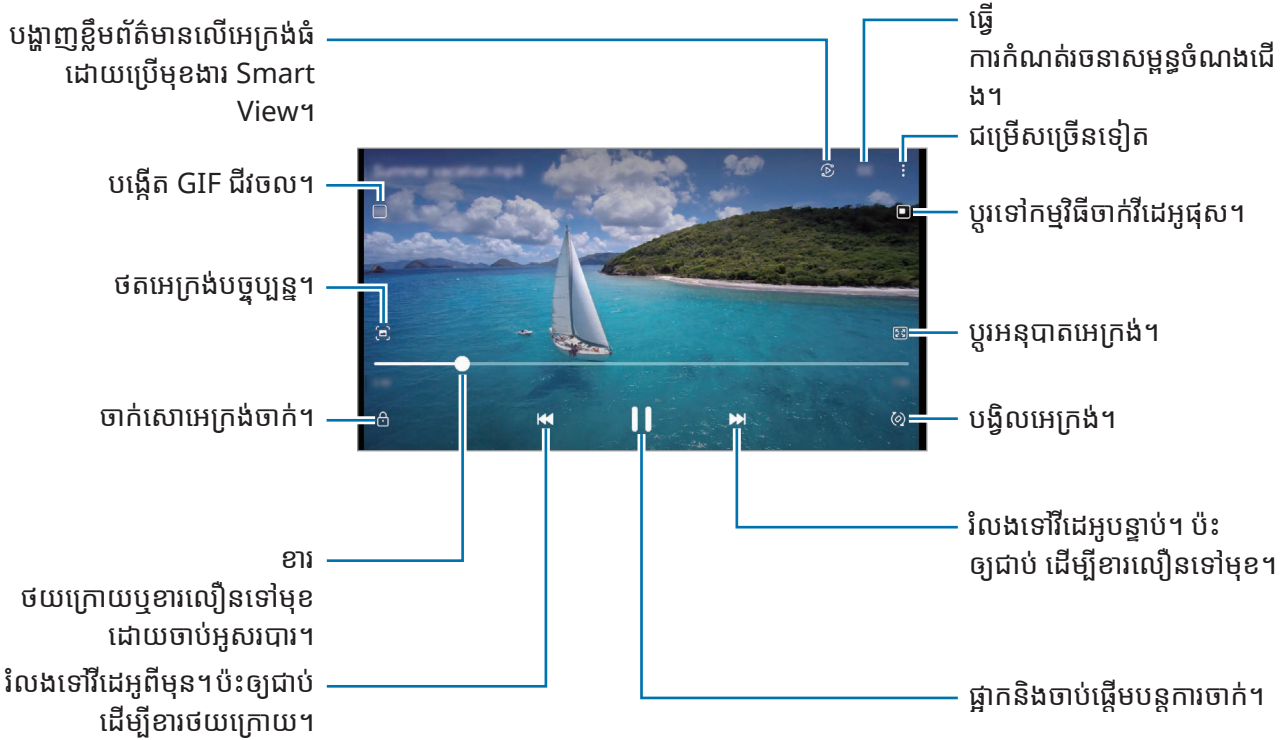 បង្ហាញខ្លឹមព័ត៌មានលើអេក្រង់ធំ
ដោយប្រើមុខងារ Smart
View។
បង្កើត GIF ជីវចល។
ថតអេក្រង់បច្ចុប្បន្ន។
ចាក់សោអេក្រង់ចាក់។
ខារ
ថយក្រោយឬខារលឿនទៅមុខ
ដោយចាប់អូសរបារ។
រំលងទៅវីដេអូពីមុន។ ប៉ះឲ្យជាប់
ដើម្បីខារថយក្រោយ។
ធ្វើ
ការកំណត់រចនាសម្ពន្ធចំណងជើ
ង។
ជម្រើសច្រើនទៀត
ប្តូរទៅកម្មវិធីចាក់វីដេអូផុស។
ប្តូរអនុបាតអេក្រង់។
បង្វិលអេក្រង់។
រំលងទៅវីដេអូបន្ទាប់។ ប៉ះ
ឲ្យជាប់ ដើម្បីខារលឿនទៅមុខ។
ផ្អាកនិងចាប់ផ្តើមបន្តការចាក់។